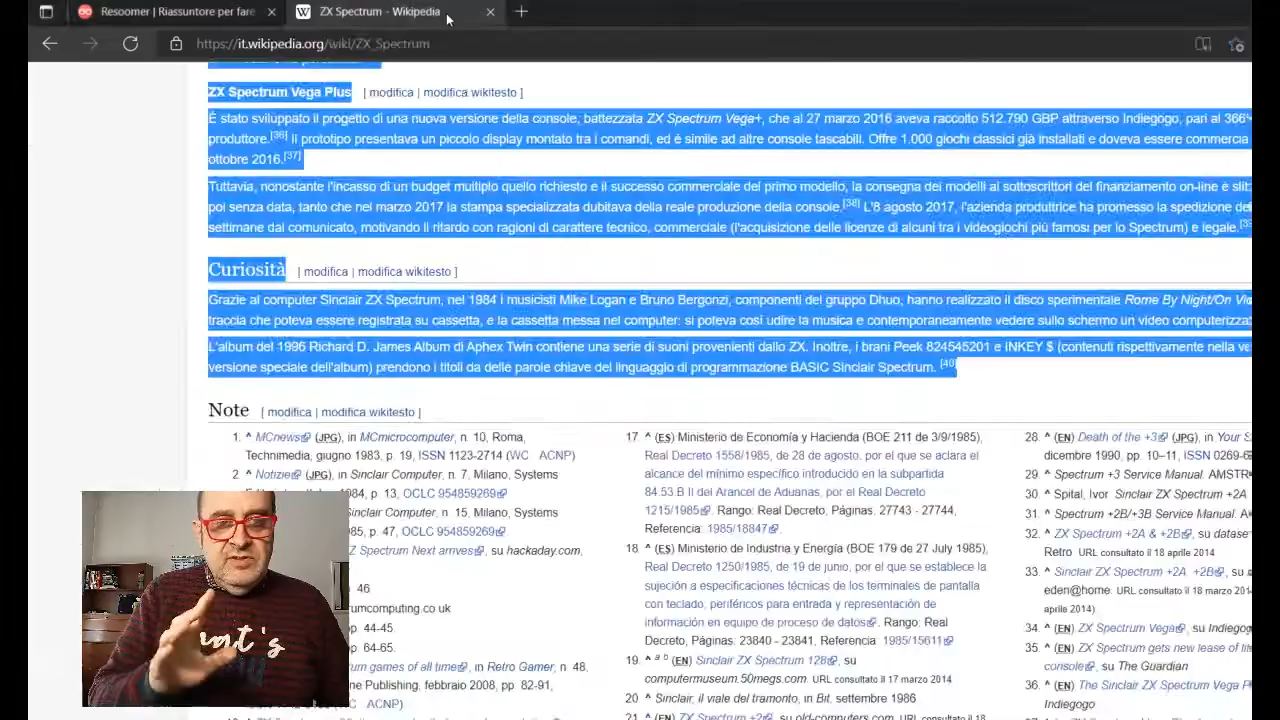 Resoomer | Riassuntore per fare
ZX Spectrum - Wikipedia
https://it.wikipedia.org/wiki/ZX_Spectrum
ZX Spectrum Vega Plus [ modifica | modifica wikitesto ]
È stato sviluppato il progetto di una nuova versione della console, battezzata ZX Spectrum Vega+, che al 27 marzo 2016 aveva raccolto 512.790 GBP attraverso Indiegogo, pari al 366%
produttore.[36] Il prototipo presentava un piccolo display montato tra i comandi, ed è simile ad altre console tascabili. Offre 1.000 giochi classici già installati e doveva essere commercia
ottobre 2016.[37]
Tuttavia, nonostante l'incasso di un budget multiplo quello richiesto e il successo commerciale del primo modello, la consegna dei modelli ai sottoscrittori del finanziamento on-line è slit
poi senza data, tanto che nel marzo 2017 la stampa specializzata dubitava della reale produzione della console.[38] L'8 agosto 2017, l'azienda produttrice ha promesso la spedizione de
settimane dal comunicato, motivando il ritardo con ragioni di carattere tecnico, commerciale (l'acquisizione delle licenze di alcuni tra i videogiochi più famosi per lo Spectrum) e legale.
Curiosità [ modifica | modifica wikitesto ]
Grazie al computer Sinclair ZX Spectrum, nel 1984 i musicisti Mike Logan e Bruno Bergonzi, componenti del gruppo Dhuo, hanno realizzato il disco sperimentale Rome By Night/On Vid
traccia che poteva essere registrata su cassetta, e la cassetta messa nel computer: si poteva così udire la musica e contemporaneamente vedere sullo schermo un video computerizza
L'album del 1996 Richard D. James Album di Aphex Twin contiene una serie di suoni provenienti dallo ZX. Inoltre, i brani Peek 824545201 e INKEY $ (contenuti rispettivamente nella ve
versione speciale dell'album) prendono i titoli da delle parole chiave del linguaggio di programmazione BASIC Sinclair Spectrum. [40]
Note [ modifica | modifica wikitesto ]
1. ^ MCnews (JPG), in MCmicrocomputer, n. 10, Roma,
Technimedia, giugno 1983, p. 19, ISSN 1123-2714 (WC ACNP)
2. ^ Notizie (JPG), in Sinclair Computer, n. 7, Milano, Systems
984, p. 13, OCLC 954859269
Sinclair Computer, n. 15, Milano, Systems
985, p. 47, OCLC 954859269
Z Spectrum Next arrives, su hackaday.com,
46
rumcomputing.co.uk
pp. 44-45.
pp. 64-65.
rum games of all time, in Retro Gamer, n. 48,
ne Publishing, febbraio 2008, pp. 82-91,
C ACNP)
ant's
17. ^ (ES) Ministerio de Economía y Hacienda (BOE 211 de 3/9/1985),
Real Decreto 1558/1985, de 28 de agosto, por el que se aclara el
alcance del mínimo específico introducido en la subpartida
84.53.B II del Arancel de Aduanas, por el Real Decreto
1215/1985. Rango: Real Decreto, Páginas. 27743 - 27744,
Referencia: 1985/18847
18. ^ (ES) Ministerio de Industria y Energía (BOE 179 de 27 July 1985),
Real Decreto 1250/1985, de 19 de junio, por el que se establece la
sujeción a especificaciones técnicas de los terminales de pantalla
con teclado, periféricos para entrada y representación de
información en equipo de proceso de datos. Rango: Real
Decreto, Páginas: 23840 - 23841, Referencia 1985/15611
19. ^ a b (EN) Sinclair ZX Spectrum 128, su
computermuseum.50megs.com. URL consultato il 17 marzo 2014
20 ^ Sinclair, il vale del tramonto, in Bit, settembre 1986
21. ^ (EN) ZX Spectrum +2, su old-computers.com. URL consultato il 18
28. ^ (EN) Death of the +3 (JPG), in Your S
dicembre 1990, pp. 10-11, ISSN 0269-6
29. ^ Spectrum +3 Service Manual. AMSTR
30. ^ Spital, Ivor Sinclair ZX Spectrum +2A
31. ^ Spectrum +2B/+3B Service Manual. A
32. ^ ZX Spectrum +2A & +2B, su datase
Retro URL consultato il 18 aprile 2014
33. ^ Sinclair ZX Spectrum +2A +2B, su
eden@home. URL consultato il 18 marzo 201
aprile 2014)
34. ^ ZX Spectrum Vega, su Indiegog
35. ^ ZX Spectrum gets new lease of lif
console, su The Guardian
36. ^ (EN) The Sinclair ZX Spectrum Vega P
Indiegogo